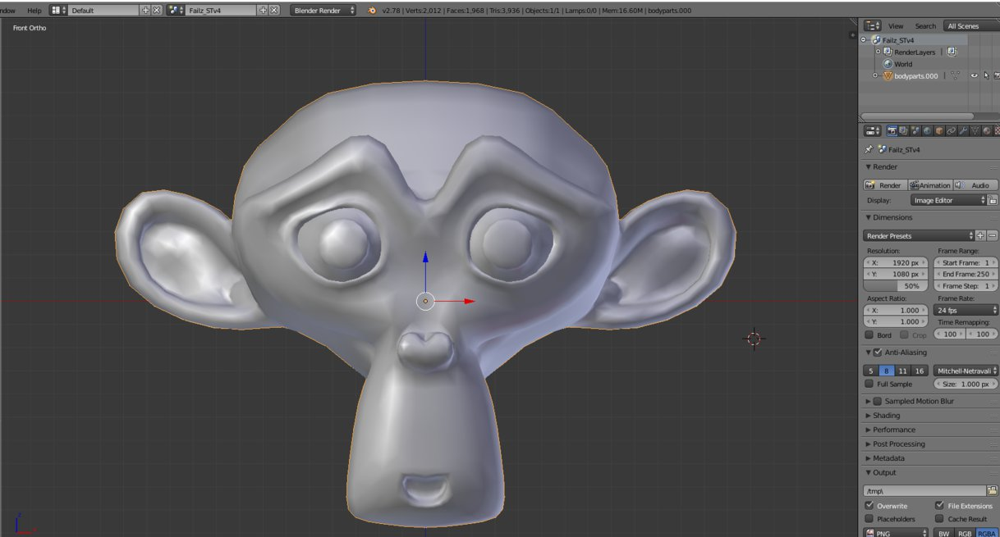 ndow Help Default Failz_STv4 Blender Render v2.78 | Verts:2,012 | Faces:1,968 | Tris:3,936 | Objects:1/1 | Lamps:0/0 | Mem:16.60M | bodyparts.000
Front Ortho
View Search All Scenes
Failz_STv4
RenderLayers |
World
bodyparts.000 |
Failz_STv4
Render
Render Animation Audio
Display: Image Editor
Dimensions
Render Presets
Resolution: Frame Range:
X: 1920 px Start Frame: 1
Y: 1080 px End Frame:250
50% Frame Step: 1
Aspect Ratio: Frame Rate:
X: 1.000 24 fps
Y: 1.000 Time Remapping:
Bord Crop 100 100
Anti-Aliasing
5 8 11 16 Mitchell-Netravali
Full Sample Size: 1.000 px
Sampled Motion Blur
Shading
Performance
Post Processing
Metadata
Output
/tmp\
Overwrite File Extensions
Placeholders Cache Result
PNG BW RGB RGBA
z
x